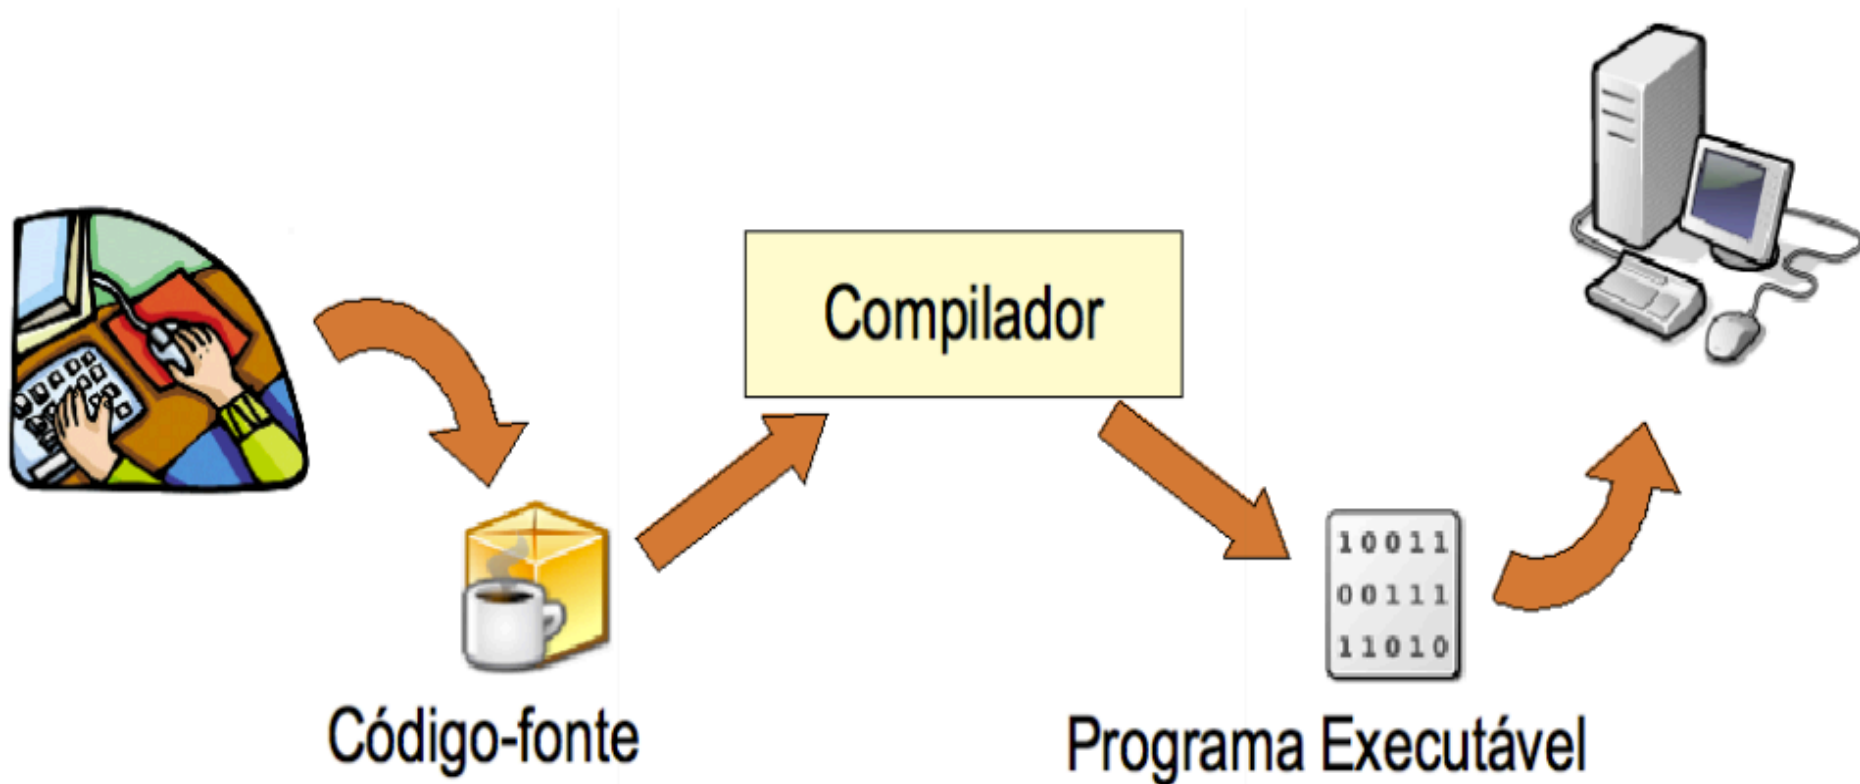 Compilador
10011
00111
11010
Código-fonte
Programa Executável